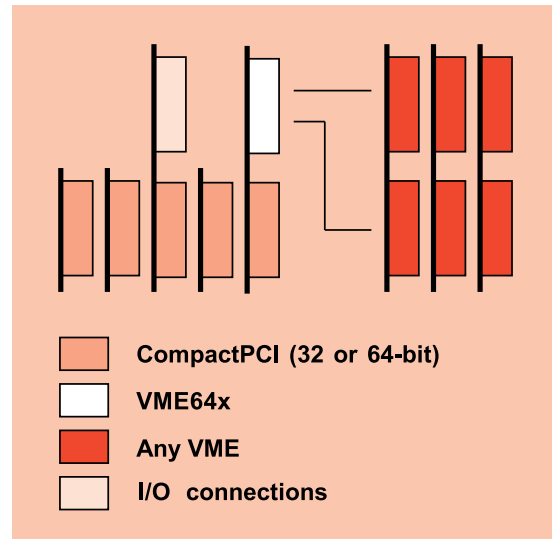 CompactPCI (32 or 64-bit)
VME64x
Any VME
I/O connections